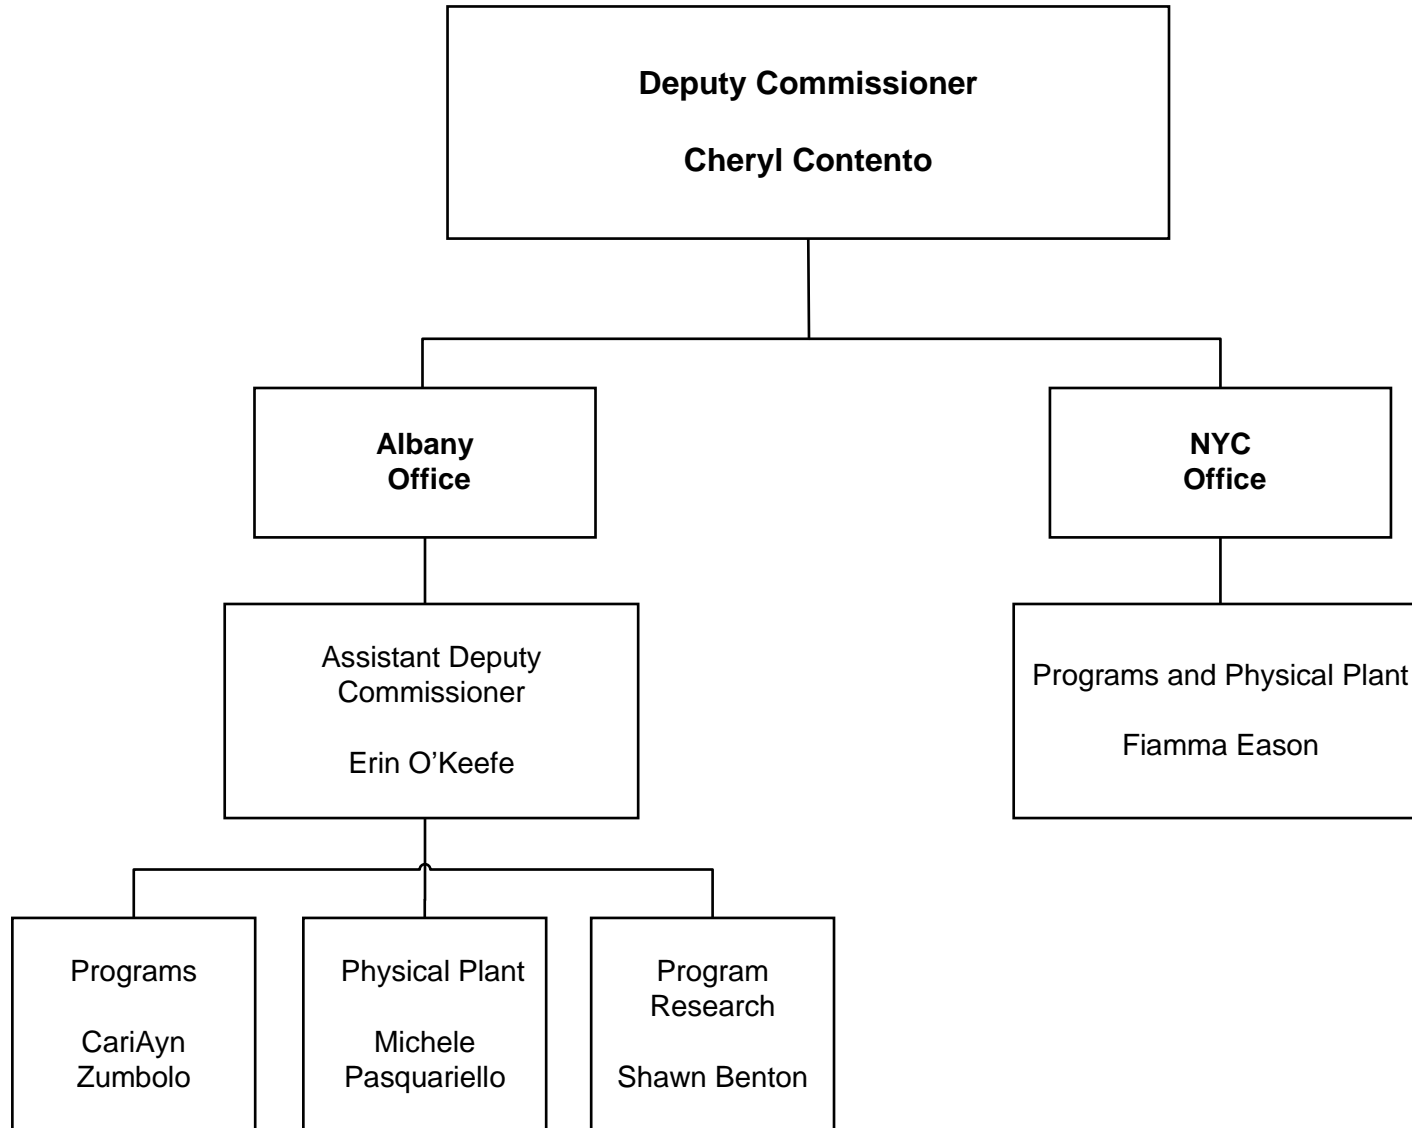 Deputy Commissioner
Cheryl Contento
Albany
Office
NYC
Office
Assistant Deputy
Commissioner
Erin O’Keefe
Programs and Physical Plant
Fiamma Eason
Programs
CariAyn
Zumbolo
Physical Plant
Michele
Pasquariello
Program
Research
Shawn Benton